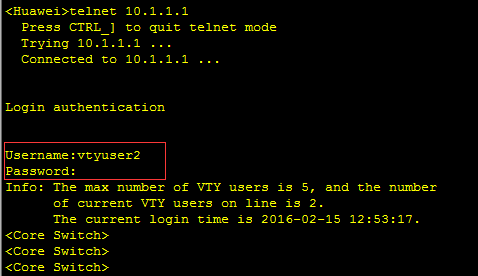 <Huawei>telnet 10.1.1.1
Press CTRL_] to quit telnet mode
Trying 10.1.1.1 ...
Connected to 10.1.1.1 ...
Login authentication
Username:vtyuser2
Password:
Info: The max number of VTY users is 5, and the number
of current VTY users on line is 2.
The current login time is 2016-02-15 12:53:17.
<Core Switch>
<Core Switch>
<Core Switch>